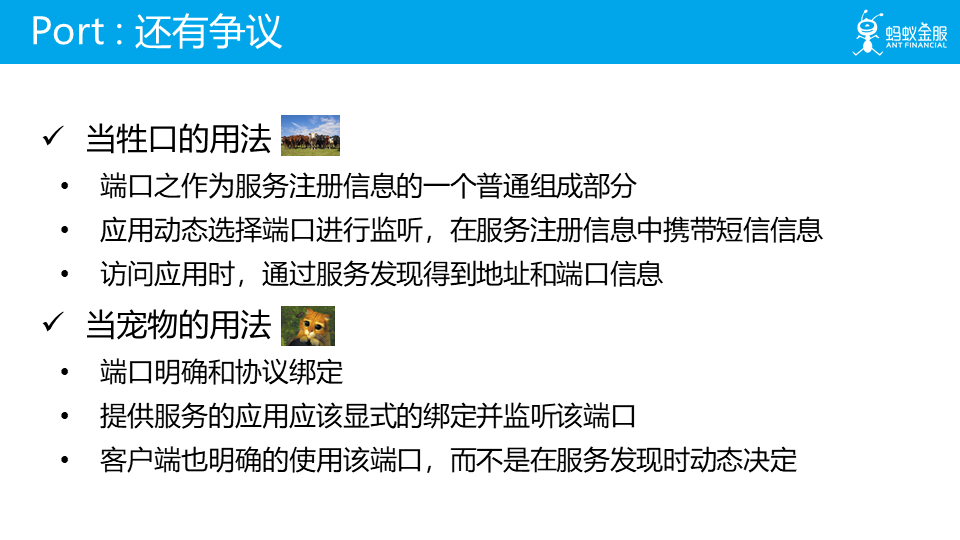 Port : 还有争议
蚂蚁金服
ANT FINANCIAL
✓ 当牲口的用法
• 端口之作为服务注册信息的一个普通组成部分
• 应用动态选择端口进行监听，在服务注册信息中携带短信信息
• 访问应用时，通过服务发现得到地址和端口信息
✓ 当宠物的用法
• 端口明确和协议绑定
• 提供服务的应用应该显式的绑定并监听该端口
• 客户端也明确的使用该端口，而不是在服务发现时动态决定